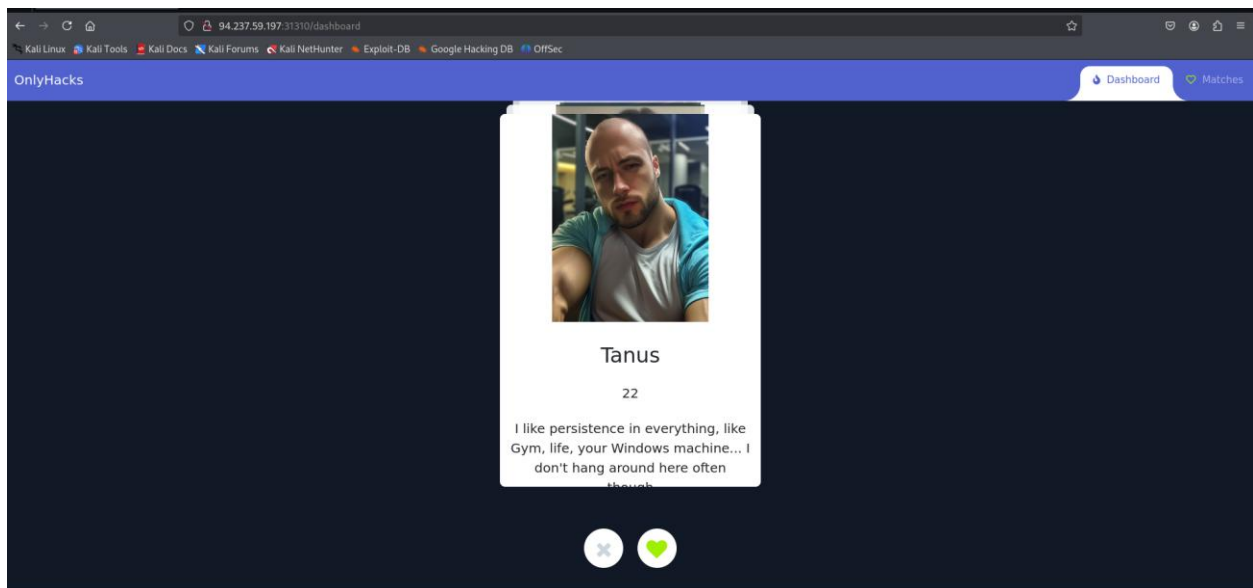 94.237.59.197:31310/dashboard
Kali Linux Kali Tools Kali Docs Kali Forums Kali NetHunter Exploit-DB Google Hacking DB OffSec
OnlyHacks Dashboard Matches
Tanus
22
I like persistence in everything, like
Gym, life, your Windows machine... I
don't hang around here often
though